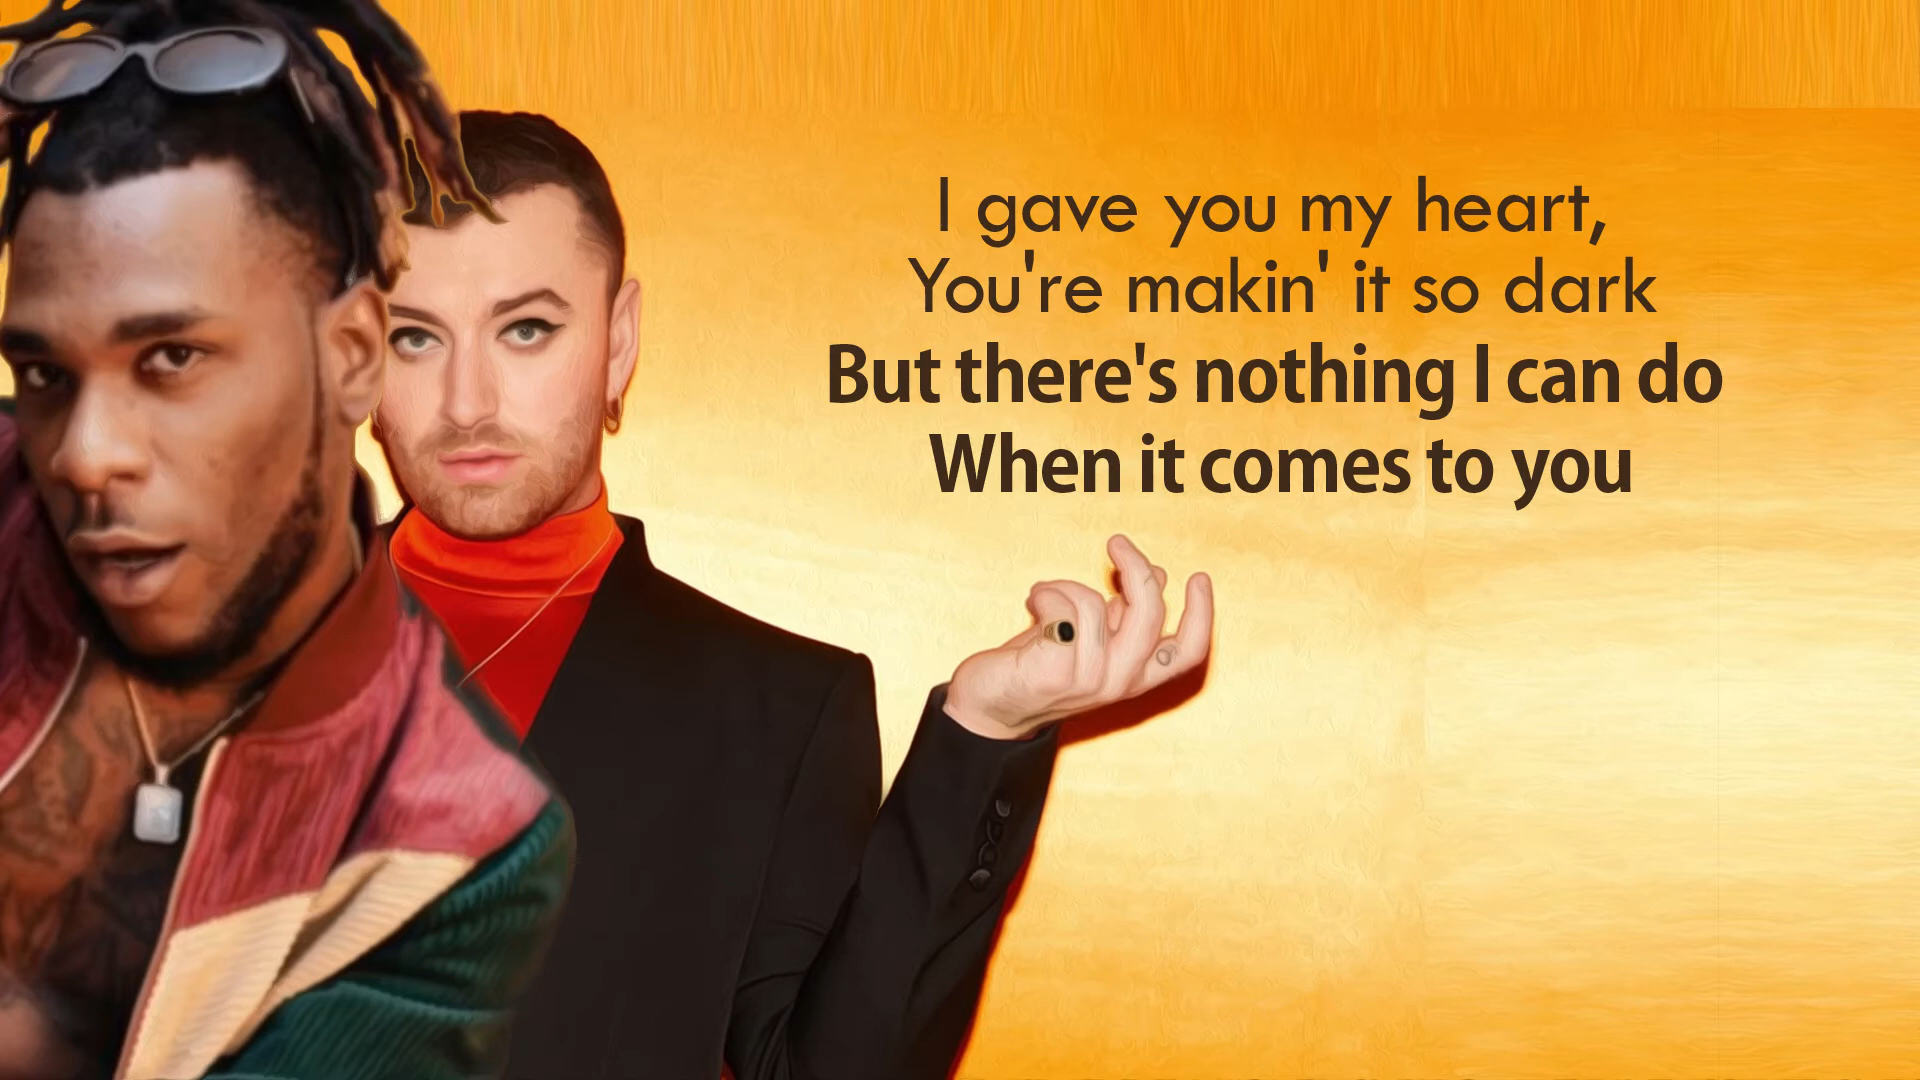 I gave you my heart,
You're makin' it so dark
But there's nothing I can do
When it comes to you